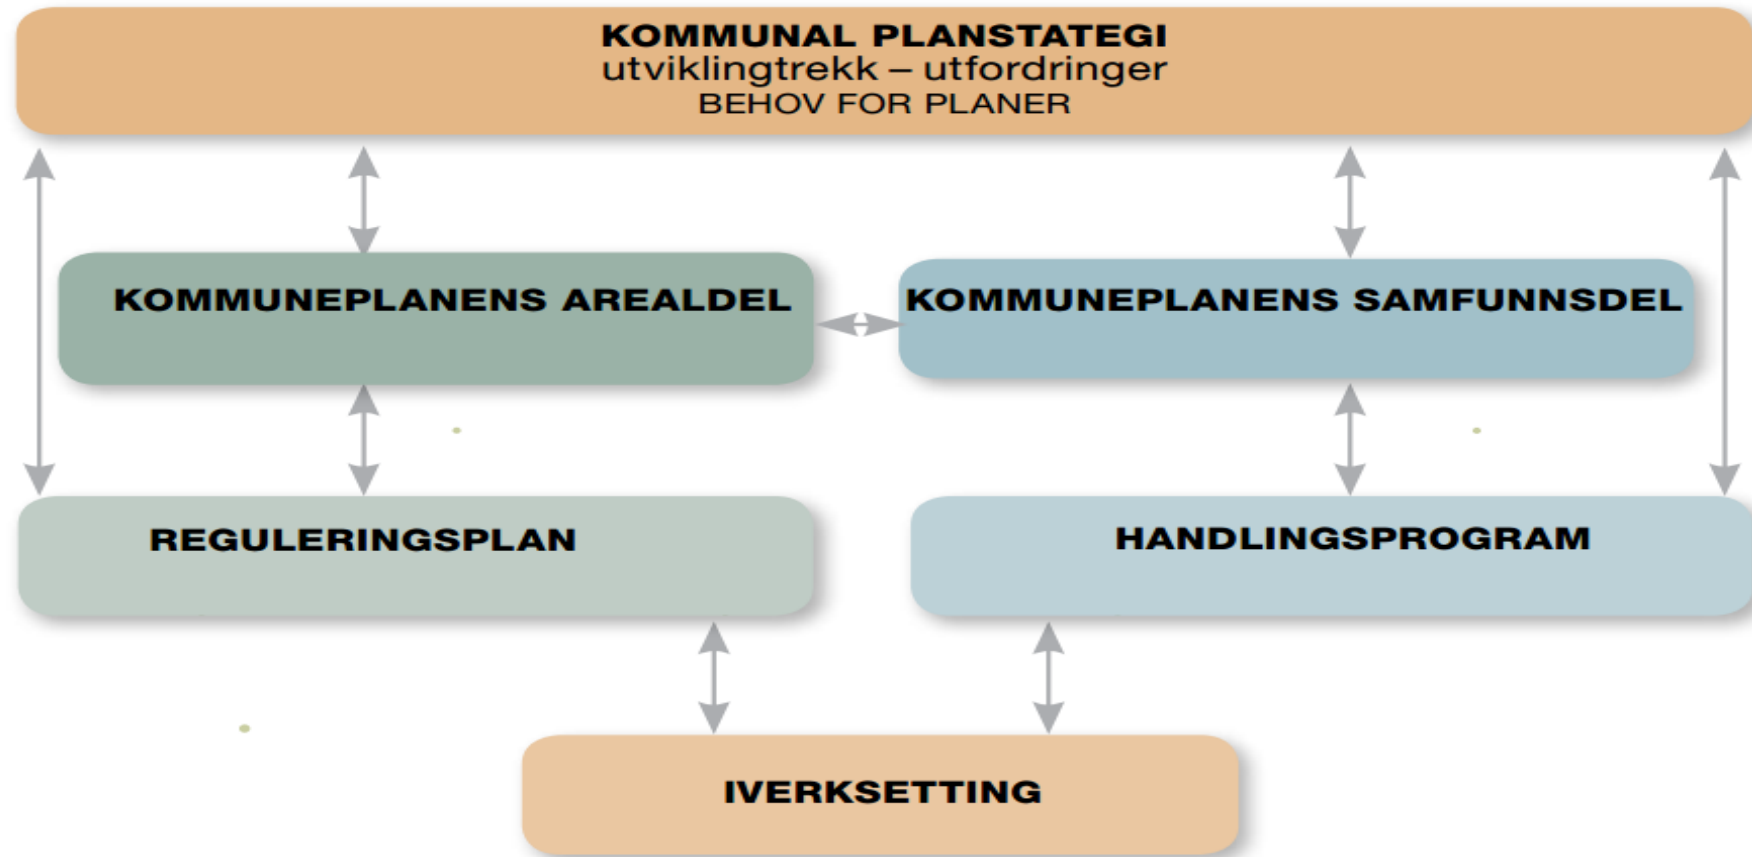 KOMMUNAL PLANSTATEGI
utviklingtrekk – utfordringer
BEHOV FOR PLANER
KOMMUNEPLANENS AREALDEL
KOMMUNEPLANENS SAMFUNNSDEL
REGULERINGSPLAN
HANDLINGSPROGRAM
IVERKSETTING